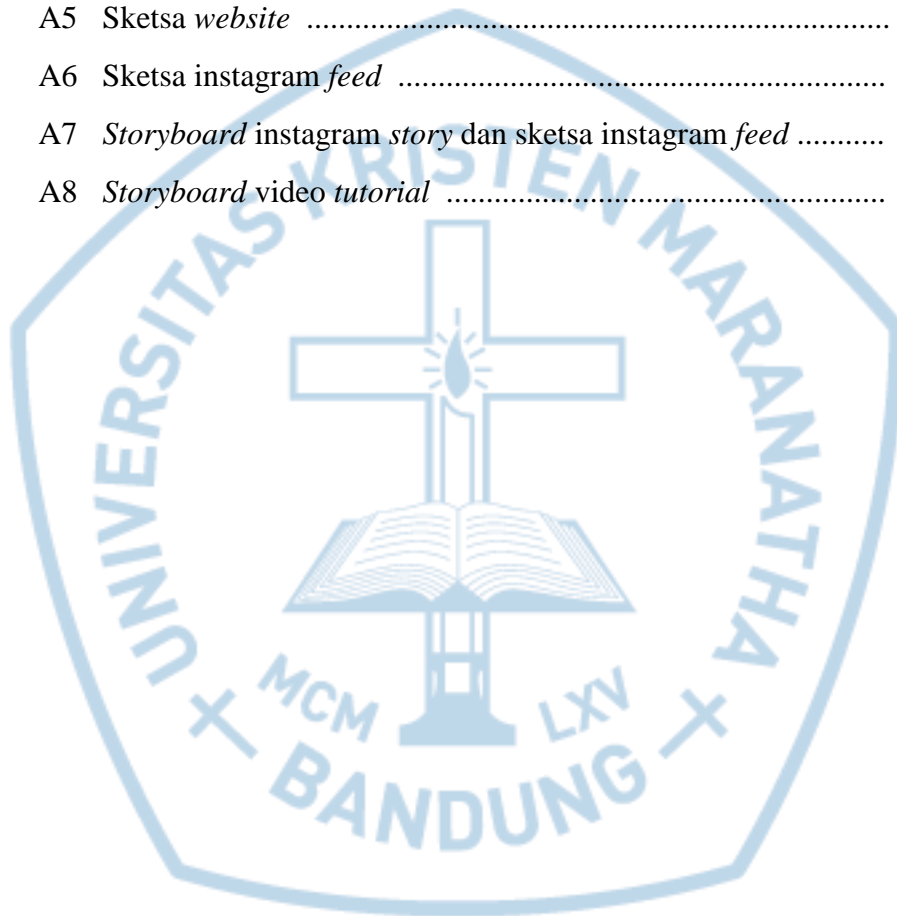 A5 Sketsa website ..........................................................................
A6 Sketsa instagram feed ..............................................................
A7 Storyboard instagram story dan sketsa instagram feed ...........
A8 Storyboard video tutorial ........................................................
UNIVERSITAS KRISTEN MARANATHA
MCM LXV
BANDUNG